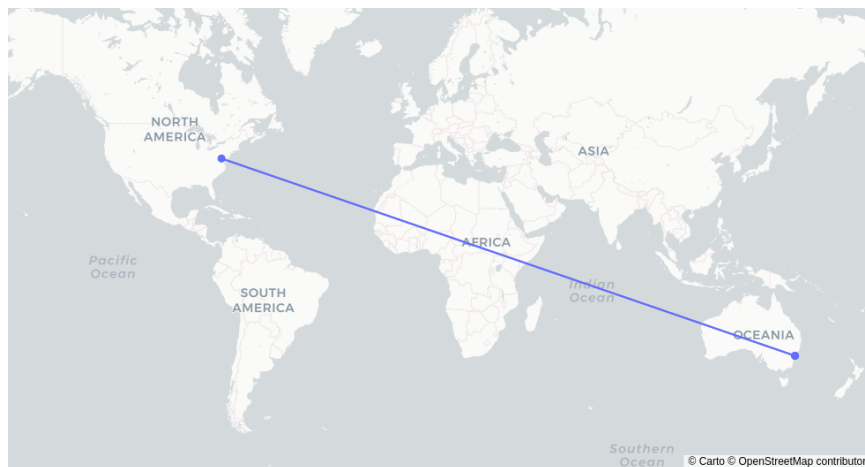 NORTH
AMERICA
ASIA
AFRICA
Pacific
Ocean
Indian
Ocean
SOUTH
AMERICA
OCEANIA
Southern
Ocean
© Carto © OpenStreetMap contributor